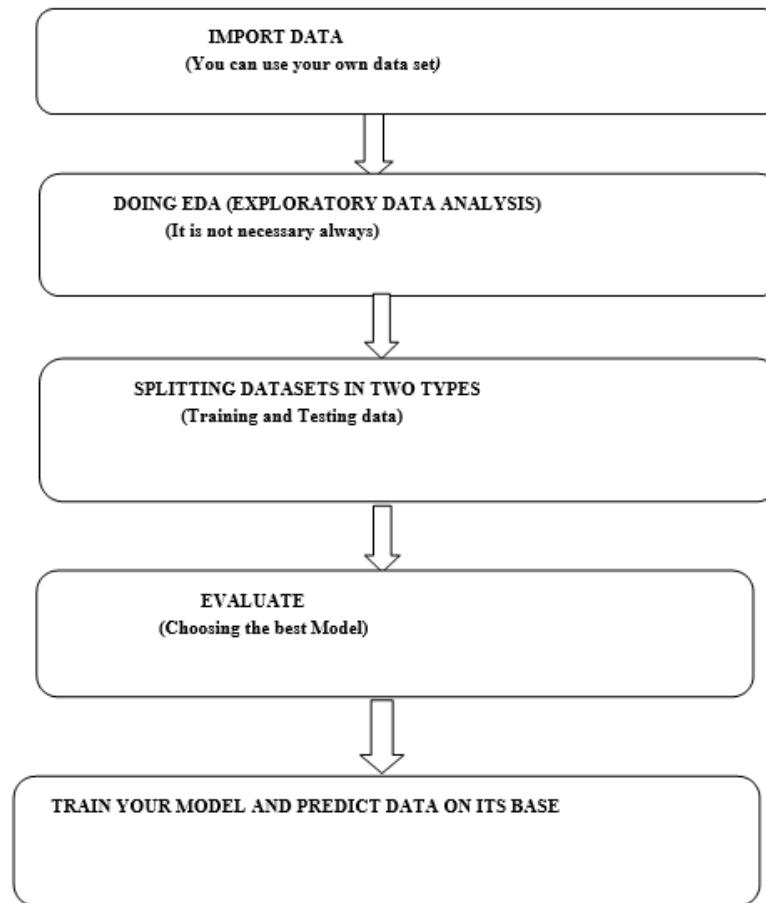 IMPORT DATA
(You can use your own data set)
DOING EDA (EXPLORATORY DATA ANALYSIS)
(It is not necessary always)
SPLITTING DATASETS IN TWO TYPES
(Training and Testing data)
EVALUATE
(Choosing the best Model)
TRAIN YOUR MODEL AND PREDICT DATA ON ITS BASE